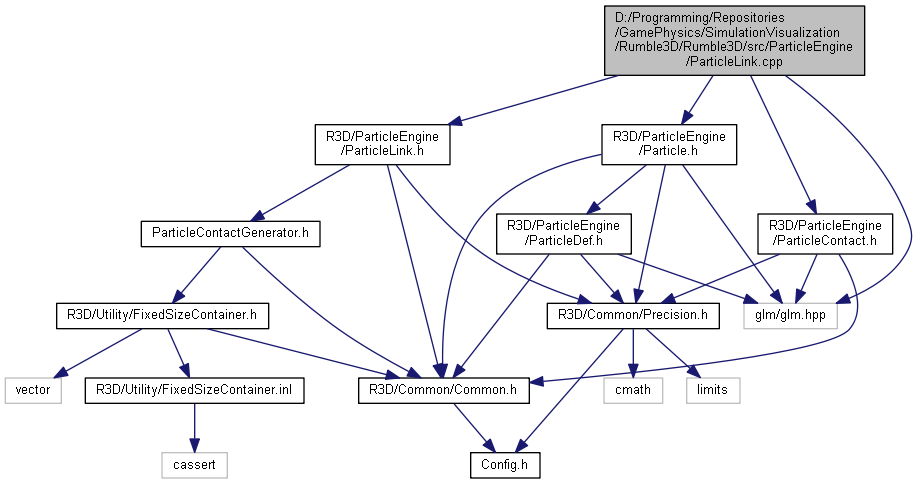 D:/Programming/Repositories
/GamePhysics/SimulationVisualization
/Rumble3D/Rumble3D/src/ParticleEngine
/ParticleLink.cpp
R3D/ParticleEngine
/ParticleLink.h
R3D/ParticleEngine
/Particle.h
ParticleContactGenerator.h
R3D/ParticleEngine
/ParticleDef.h
R3D/ParticleEngine
/ParticleContact.h
R3D/Utility/FixedSizeContainer.h
R3D/Common/Precision.h
glm/glm.hpp
vector
R3D/Utility/FixedSizeContainer.inl
R3D/Common/Common.h
cmath
limits
cassert
Config.h